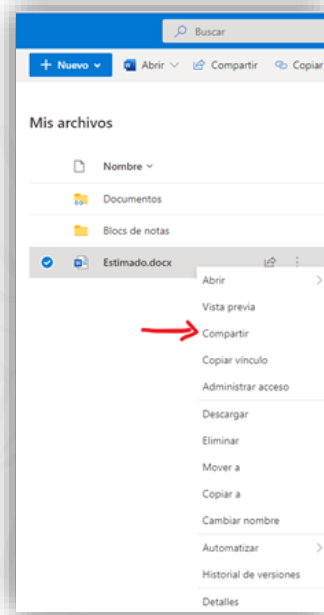 Buscar
Nuevo Abrir Compartir Copiar
Mis archivos
Nombre
Documentos
Blocs de notas
Estimado.docx
Abrir
Vista previa
Compartir
Copiar vínculo
Administrar acceso
Descargar
Eliminar
Mover a
Copiar a
Cambiar nombre
Automatizar
Historial de versiones
Detalles